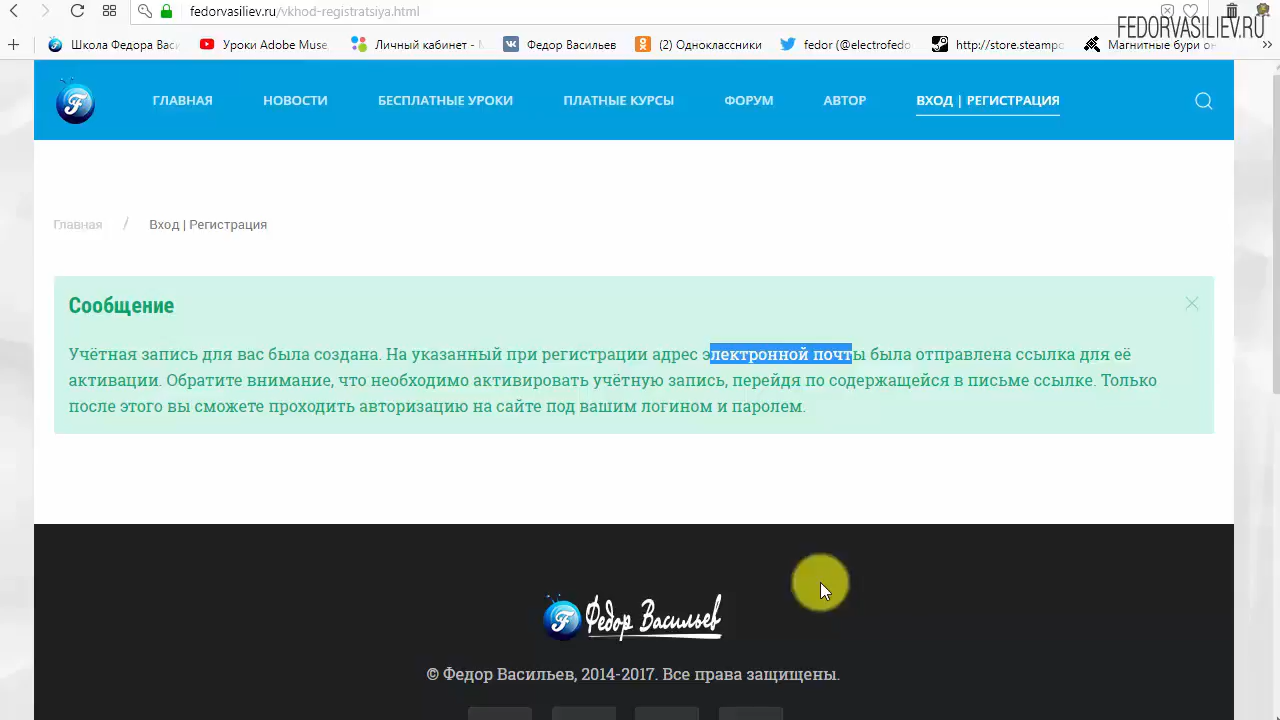 fedorvasiliev.ru/vkhod-registratsiya.html
FEDORVASILIEV.RU
Школа Федора Васи
Уроки Adobe Muse,
Личный кабинет -
Федор Васильев
(2) Одноклассники
fedor (@electrofedo
http://store.steampo
Магнитные бури он
ГЛАВНАЯ
НОВОСТИ
БЕСПЛАТНЫЕ УРОКИ
ПЛАТНЫЕ КУРСЫ
ФОРУМ
АВТОР
ВХОД | РЕГИСТРАЦИЯ
Главная / Вход | Регистрация
Сообщение
Учётная запись для вас была создана. На указанный при регистрации адрес электронной почты была отправлена ссылка для её
активации. Обратите внимание, что необходимо активировать учётную запись, перейдя по содержащейся в письме ссылке. Только
после этого вы сможете проходить авторизацию на сайте под вашим логином и паролем.
Федор Васильев
© Федор Васильев, 2014-2017. Все права защищены.